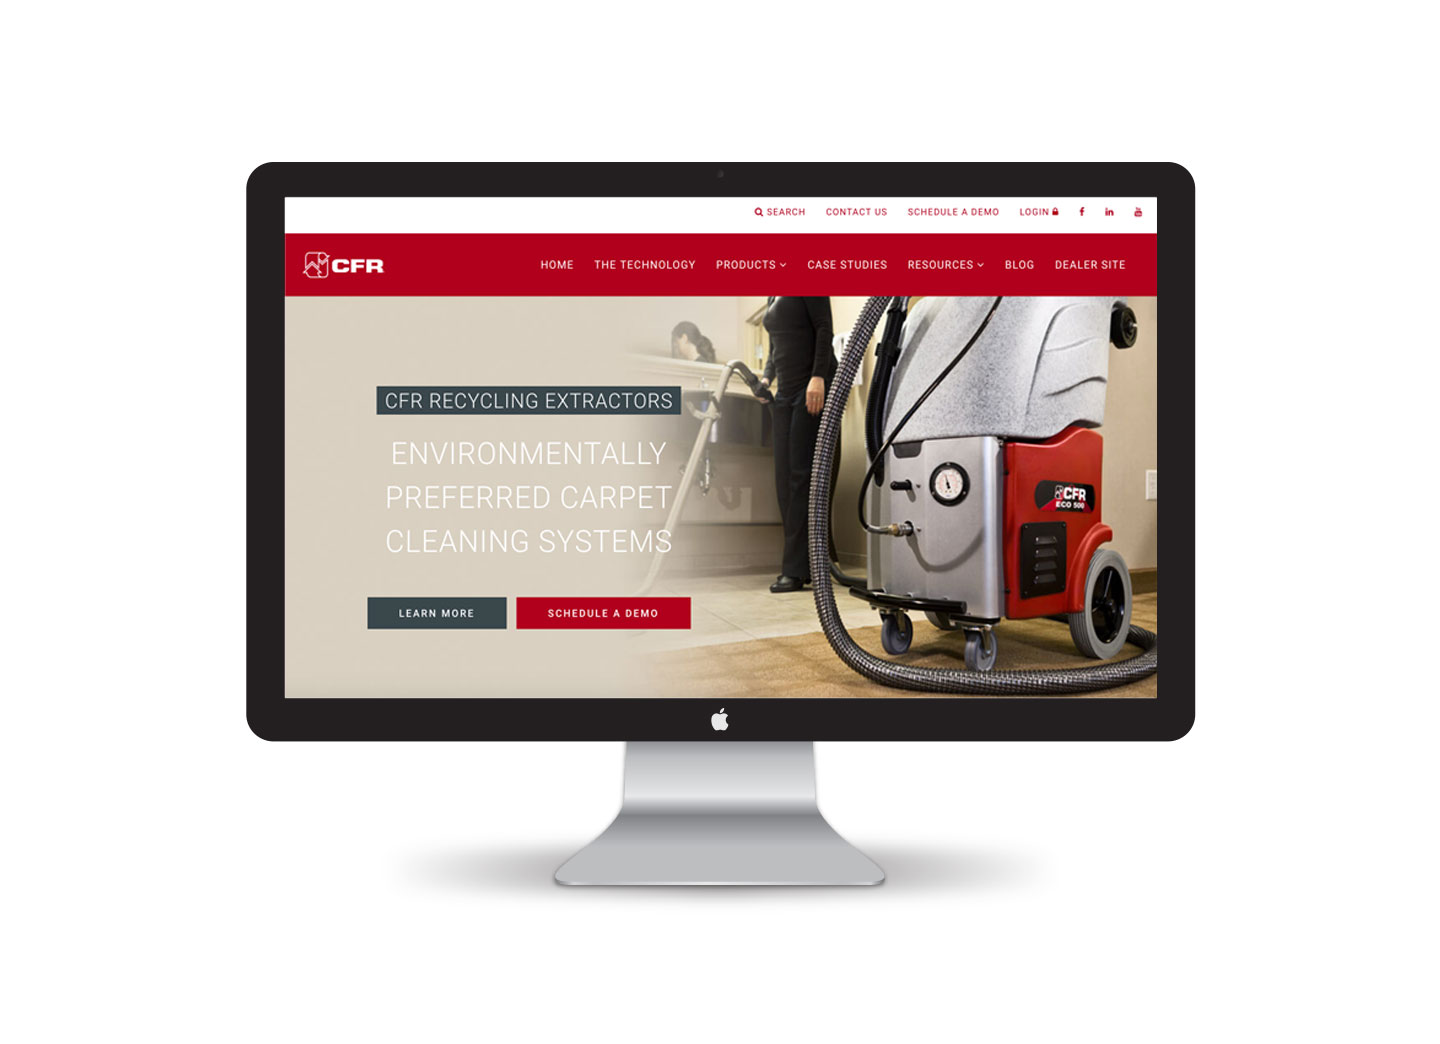 SEARCH CONTACT US SCHEDULE A DEMO LOGIN
CFR HOME THE TECHNOLOGY PRODUCTS CASE STUDIES RESOURCES BLOG DEALER SITE
CFR RECYCLING EXTRACTORS
ENVIRONMENTALLY
PREFERRED CARPET
CLEANING SYSTEMS
LEARN MORE SCHEDULE A DEMO
CFR
ECO 500